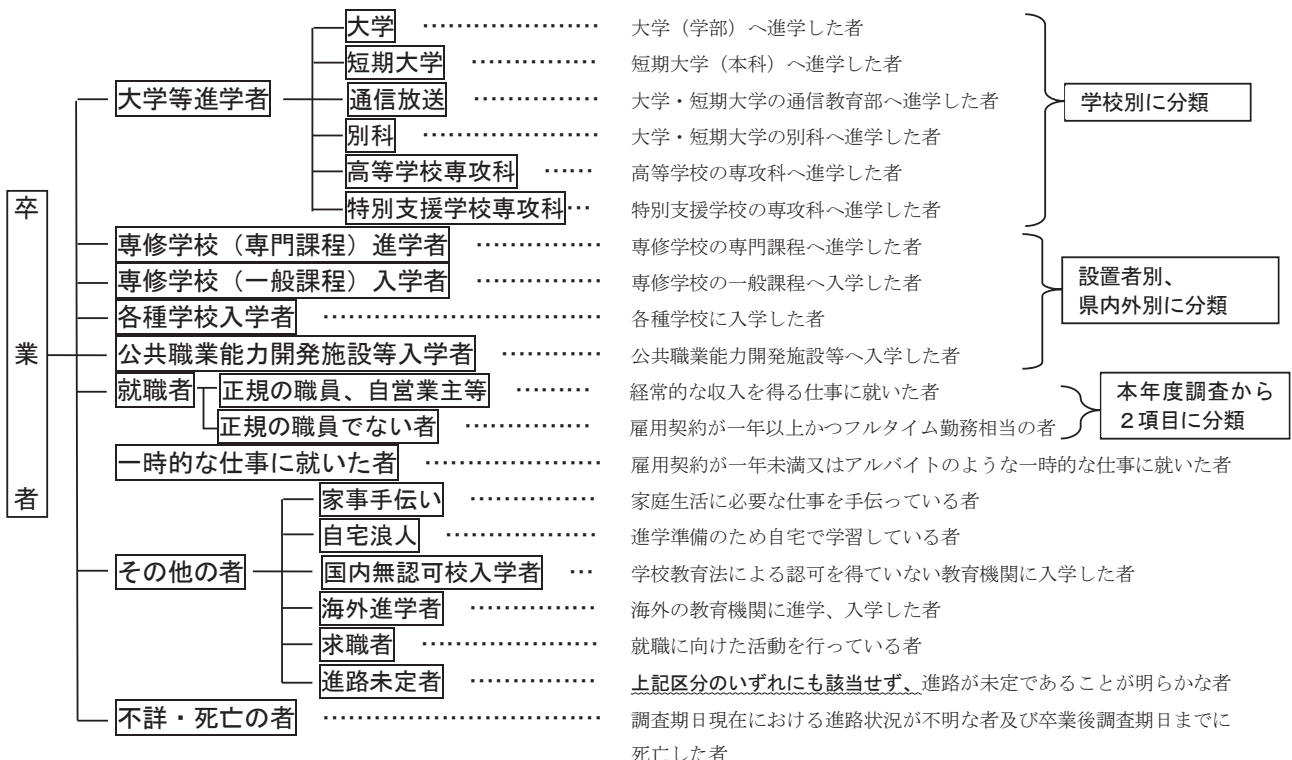 大学 ………………… 大学（学部）へ進学した者
短期大学 …………… 短期大学（本科）へ進学した者
大学等進学者 通信放送 …………… 大学・短期大学の通信教育部へ進学した者 学校別に分類
別科 ………………… 大学・短期大学の別科へ進学した者
高等学校専攻科 …… 高等学校の専攻科へ進学した者
特別支援学校専攻科… 特別支援学校の専攻科へ進学した者
専修学校（専門課程）進学者 …………… 専修学校の専門課程へ進学した者
専修学校（一般課程）入学者 …………… 専修学校の一般課程へ入学した者
設置者別、
県内外別に分類
各種学校入学者 ……………………………… 各種学校に入学した者
卒業者
公共職業能力開発施設等入学者 ………… 公共職業能力開発施設等へ入学した者
就職者 正規の職員、自営業主等 ……… 経常的な収入を得る仕事に就いた者
正規の職員でない者 …………… 雇用契約が一年以上かつフルタイム勤務相当の者
本年度調査から
２項目に分類
一時的な仕事に就いた者 ………………… 雇用契約が一年未満又はアルバイトのような一時的な仕事に就いた者
家事手伝い …………… 家庭生活に必要な仕事を手伝っている者
自宅浪人 ……………… 進学準備のため自宅で学習している者
その他の者 国内無認可校入学者 … 学校教育法による認可を得ていない教育機関に入学した者
海外進学者 …………… 海外の教育機関に進学、入学した者
求職者 ………………… 就職に向けた活動を行っている者
進路未定者 …………… 上記区分のいずれにも該当せず、進路が未定であることが明らかな者
不詳・死亡の者 ……………………………… 調査期日現在における進路状況が不明な者及び卒業後調査期日までに
死亡した者